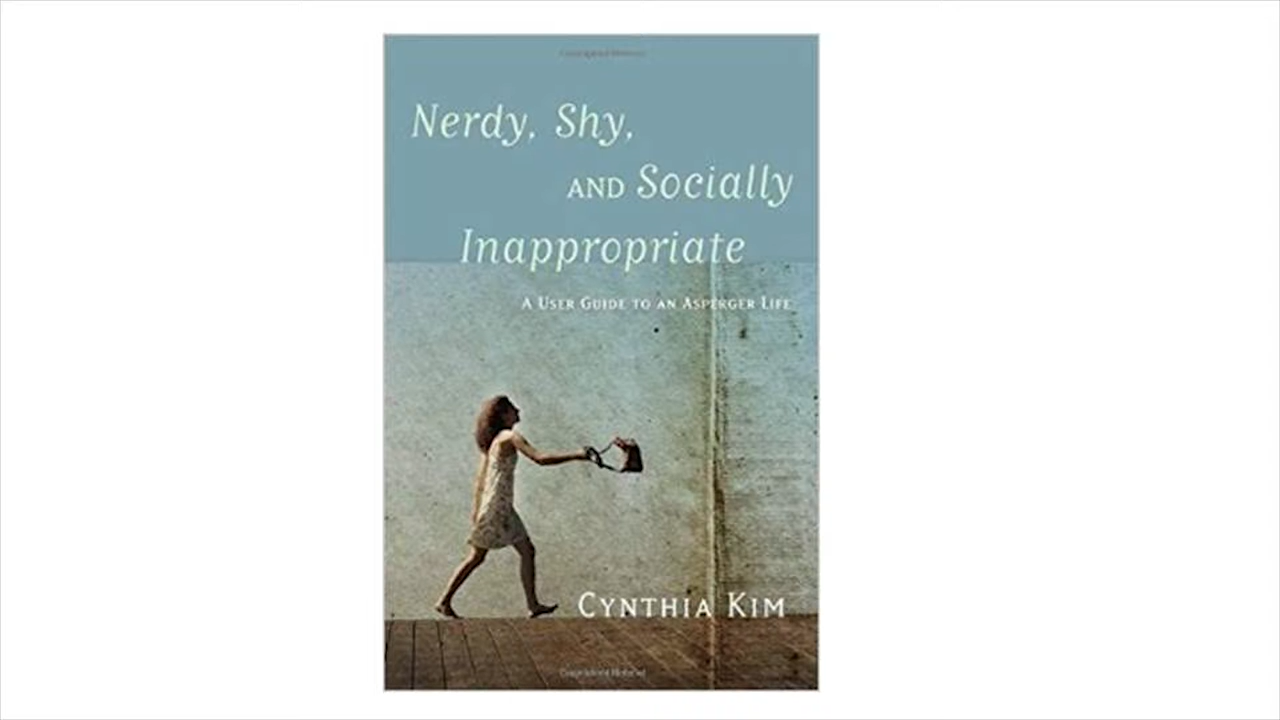 Nerdy, Shy,
AND Socially
Inappropriate
A USER GUIDE TO AN ASPERGER LIFE
CYNTHIA KIM